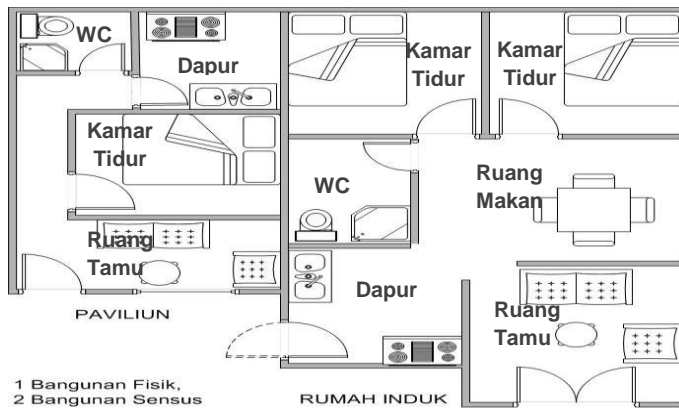 WC
Dapur
Kamar
Tidur
Kamar
Tidur
Kamar
Tidur
WC
Ruang
Makan
Ruang
Tamu
Dapur
Ruang
Tamu
PAVILIUN
RUMAH INDUK
1 Bangunan Fisik,
2 Bangunan Sensus